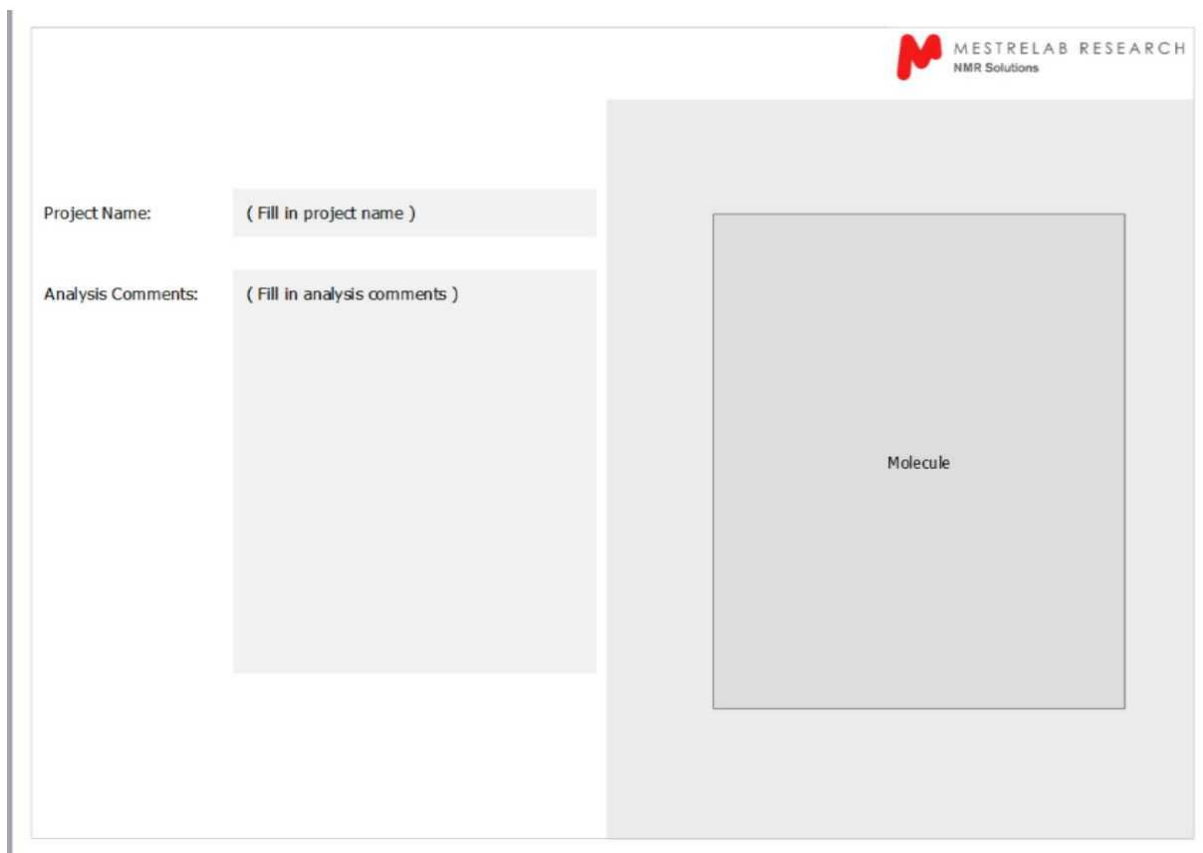 MESTRELAB RESEARCH
NMR Solutions
Project Name:
( Fill in project name )
Analysis Comments:
( Fill in analysis comments )
Molecule